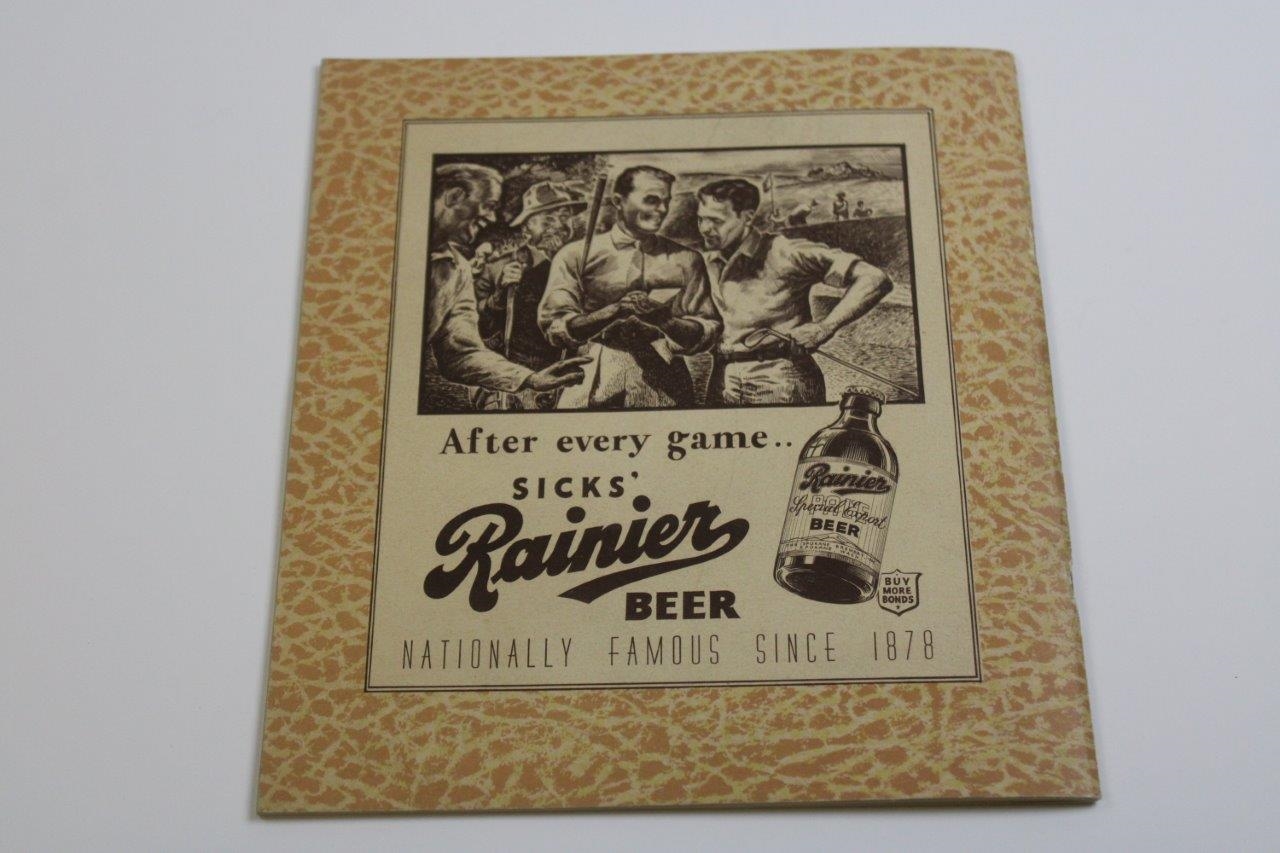 After every game..
SICKS'
Rainier
BEER
NATIONALLY FAMOUS SINCE 1878
Rainier
Special Export
BEER
BUY
MORE
BONDS